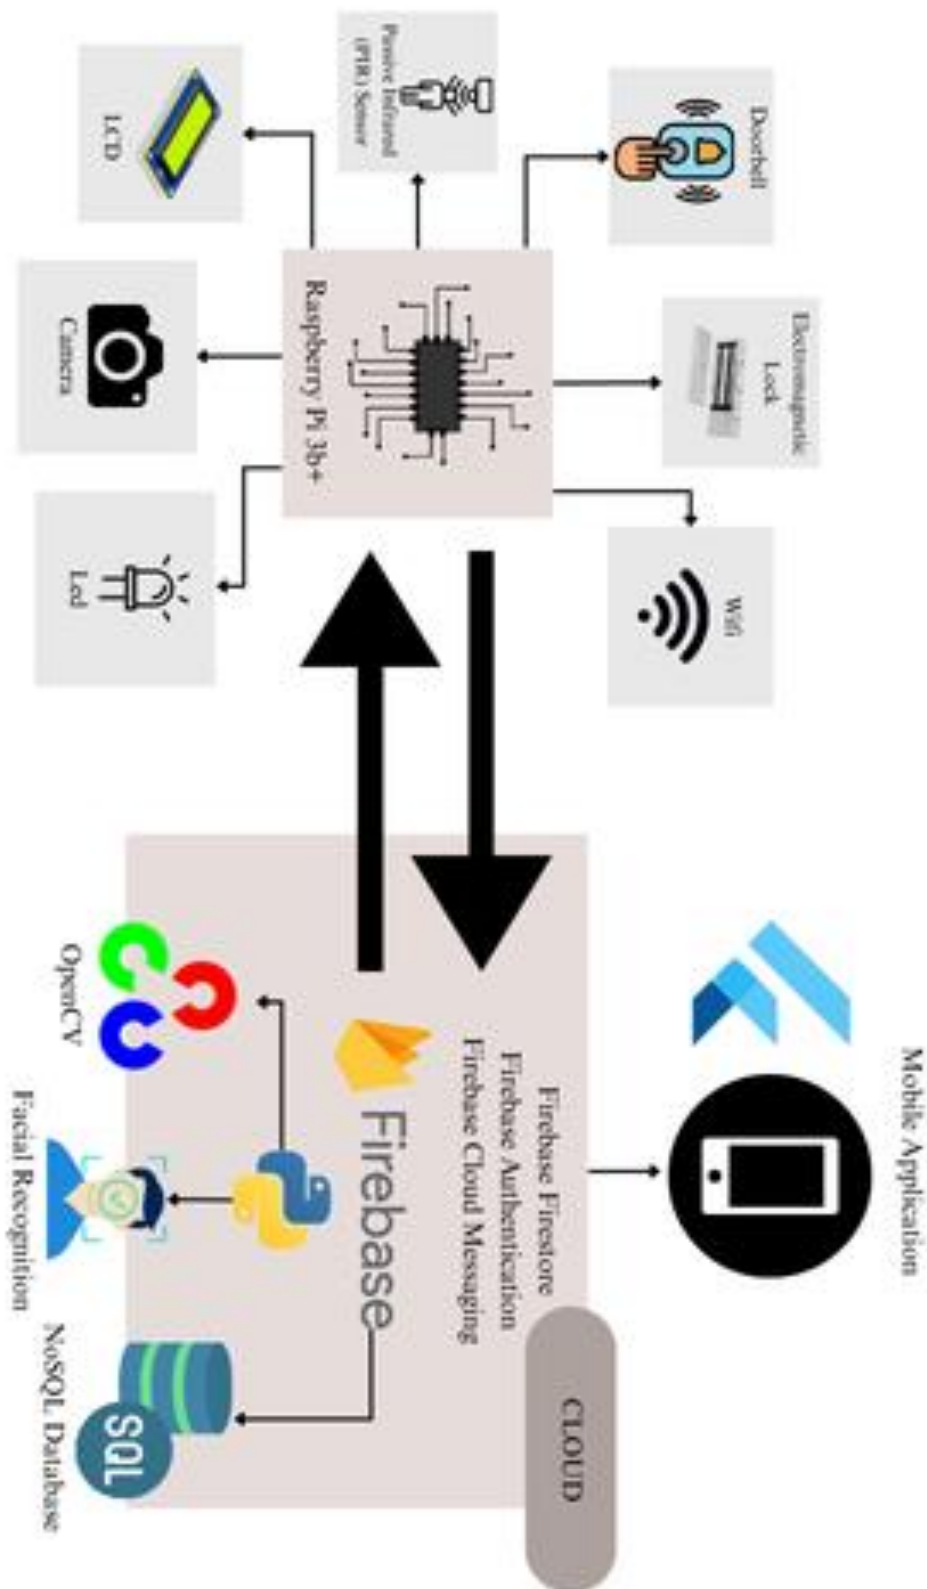 Doorbell
Electromagnetic
Lock
Wifi
Passive Infrared
(PIR) Sensor
LCD
Raspberry Pi 3b+
Camera
Led
Mobile Application
CLOUD
Firebase Firestore
Firebase Authentication
Firebase Cloud Messaging
Firebase
OpenCV
Facial Recognition
SQL
NoSQL Database